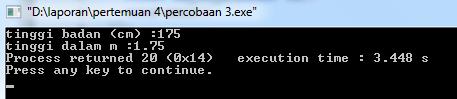 "D:\laporan\pertemuan 4\percobaan 3.exe"
tinggi badan (cm) :175
tinggi dalam m :1.75
Process returned 20 (0x14)   execution time : 3.448 s
Press any key to continue.